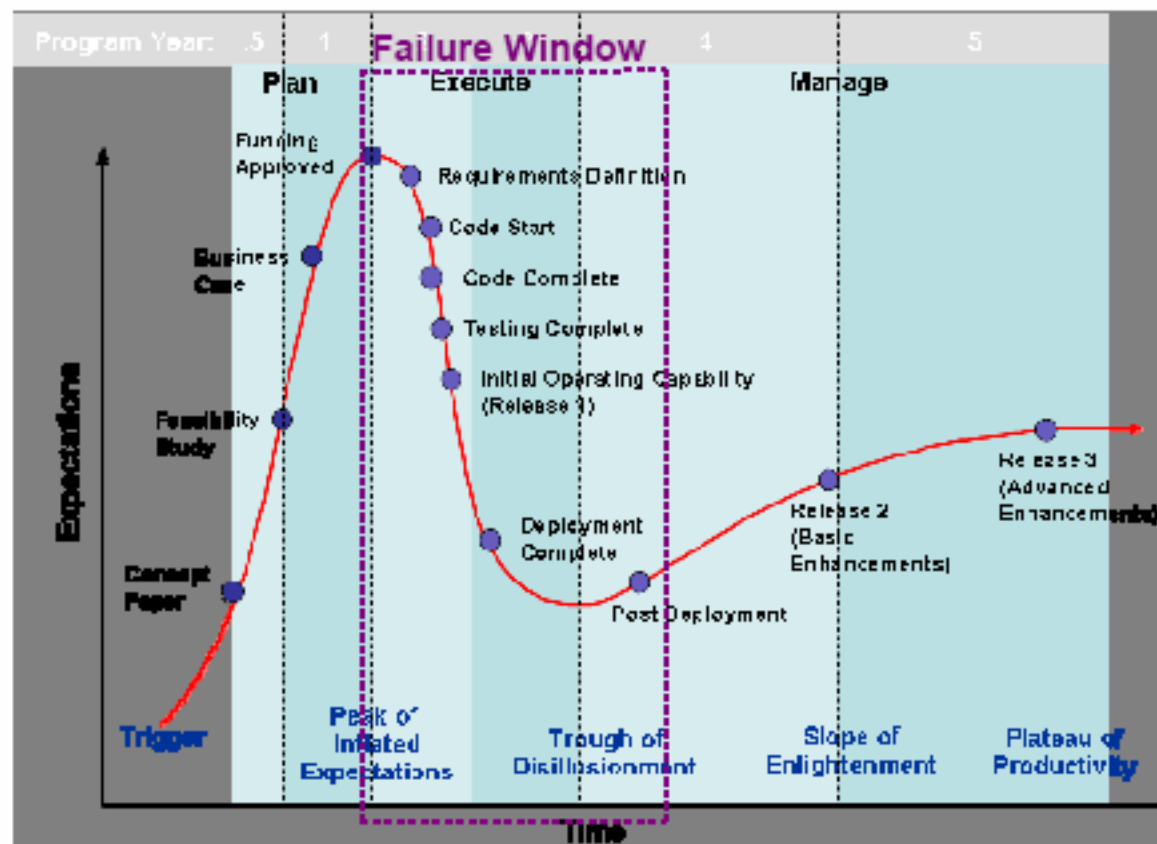 Program Year: .5 1 4 5
Failure Window
Plan Execute Manage
Funding
Approved
Requirements Definition
Code Start
Business
Case
Code Complete
Testing Complete
Initial Operating Capability
(Release 1)
Feasibility
Study
Expectations
Release 3
(Advanced
Enhancements)
Release 2
(Basic
Enhancements)
Deployment
Complete
Concept
Paper
Post Deployment
Trigger
Peak of
Inflated
Expectations
Trough of
Disillusionment
Slope of
Enlightenment
Plateau of
Productivity
Time